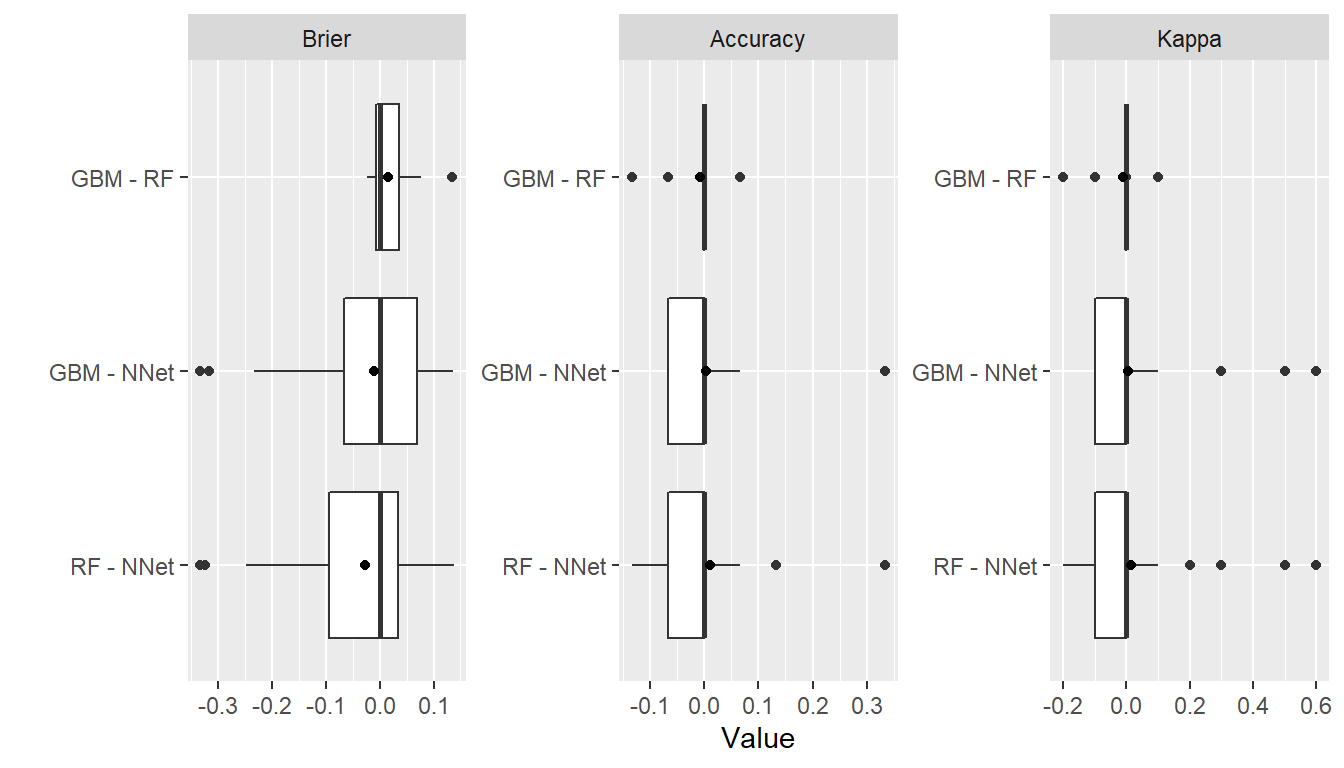 Brier Accuracy Kappa
GBM - RF GBM - RF GBM - RF
GBM - NNet GBM - NNet GBM - NNet
RF - NNet RF - NNet RF - NNet
-0.3 -0.2 -0.1 0.0 0.1 -0.1 0.0 0.1 0.2 0.3 -0.2 0.0 0.2 0.4 0.6
Value